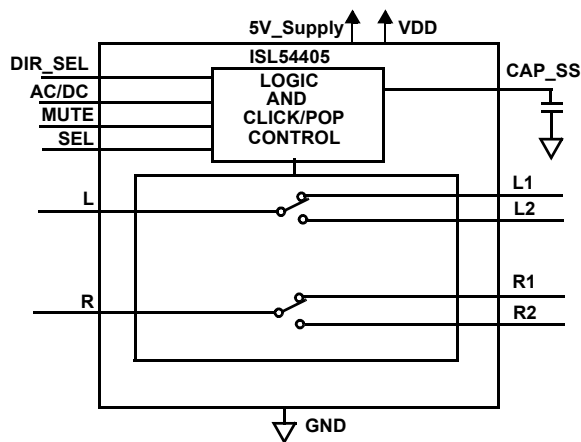 5V_Supply
VDD
ISL54405
DIR_SEL
AC/DC
MUTE
SEL
LOGIC
AND
CLICK/POP
CONTROL
CAP_SS
L
L1
L2
R
R1
R2
GND